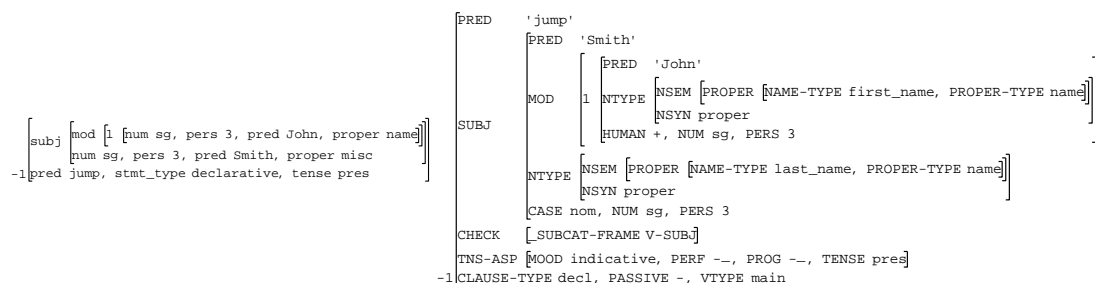 subj mod 1 num sg, pers 3, pred John, proper name
num sg, pers 3, pred Smith, proper misc
-1 pred jump, stmt_type declarative, tense pres
PRED 'jump'
PRED 'Smith'
PRED 'John'
MOD 1 NTYPE NSEM PROPER NAME-TYPE first_name, PROPER-TYPE name
NSYN proper
HUMAN +, NUM sg, PERS 3
SUBJ
NTYPE NSEM PROPER NAME-TYPE last_name, PROPER-TYPE name
NSYN proper
CASE nom, NUM sg, PERS 3
CHECK _SUBCAT-FRAME V-SUBJ
TNS-ASP MOOD indicative, PERF -_, PROG -_, TENSE pres
-1 CLAUSE-TYPE decl, PASSIVE -, VTYPE main